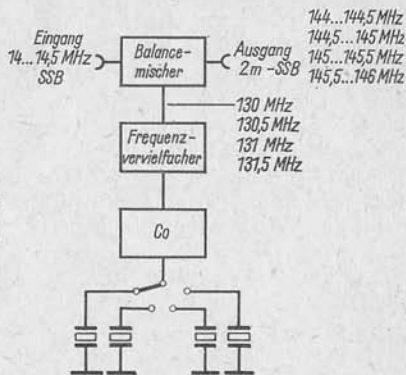 Eingang
14...14,5 MHz
SSB
Balance-
mischer
Ausgang
2m-SSB
144...144,5 MHz
144,5...145 MHz
145...145,5 MHz
145,5...146 MHz
130 MHz
130,5 MHz
131 MHz
131,5 MHz
Frequenz-
vervielfacher
Co